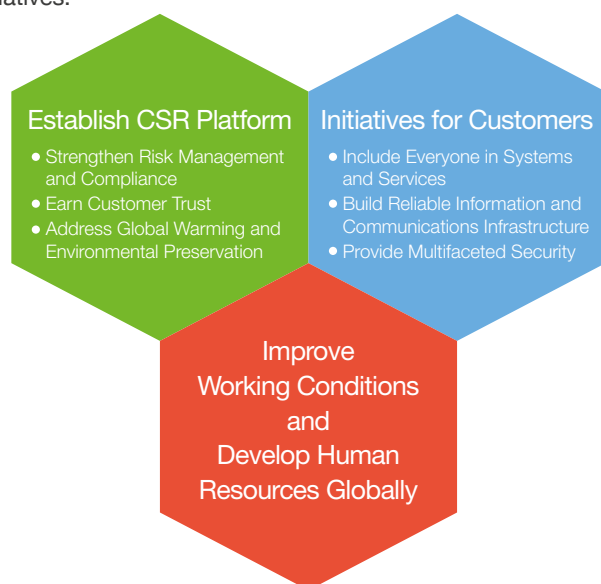 Establish CSR Platform
● Strengthen Risk Management
and Compliance
● Earn Customer Trust
● Address Global Warming and
Environmental Preservation
Initiatives for Customers
● Include Everyone in Systems
and Services
● Build Reliable Information and
Communications Infrastructure
● Provide Multifaceted Security
Improve
Working Conditions
and
Develop Human
Resources Globally